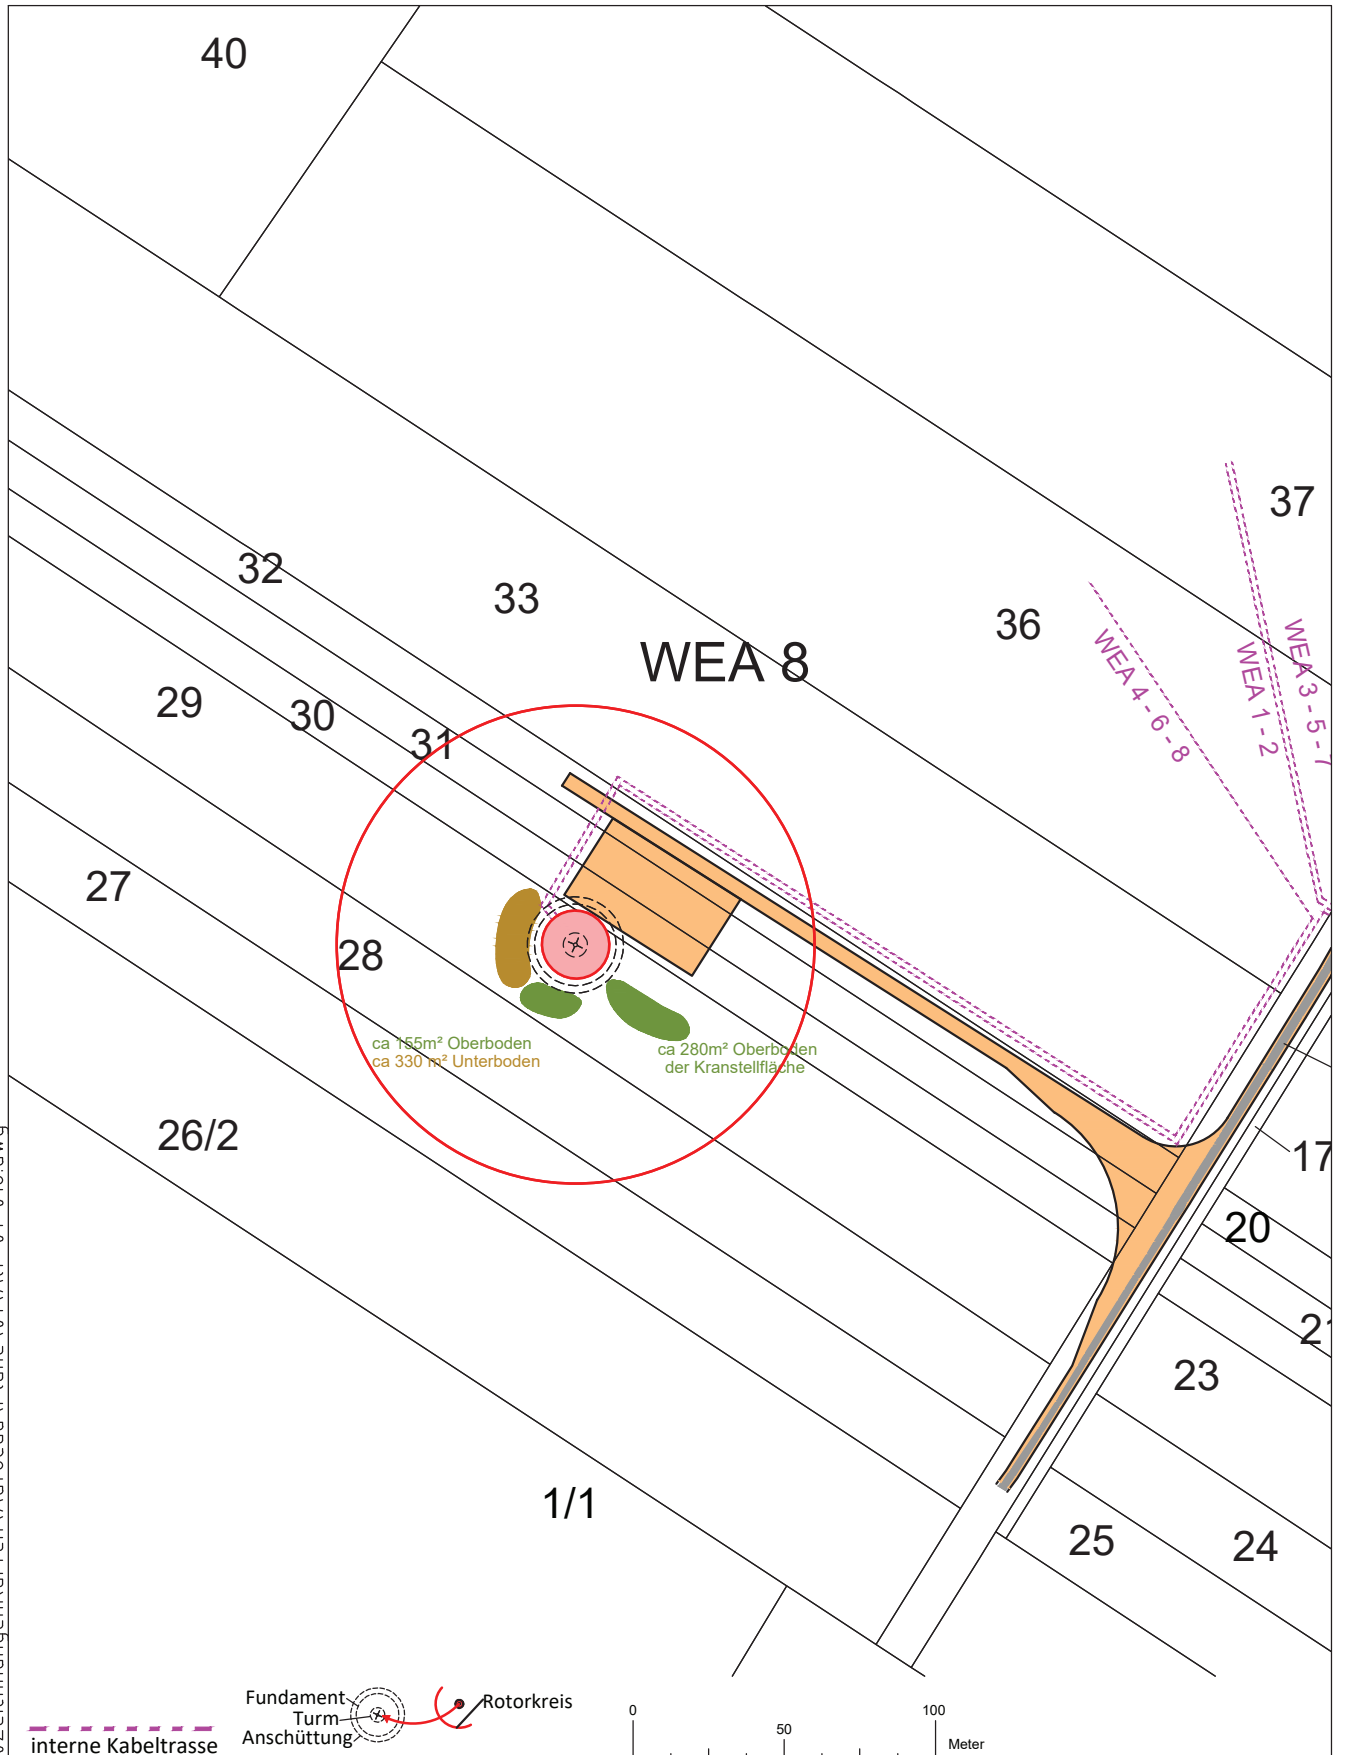 40
37
32
33
36
WEA 3 - 5 - 7
WEA 1 - 2
WEA 4 - 6 - 8
WEA 8
29
30
31
27
28
ca 155m² Oberboden
ca 330 m² Unterboden
ca 280m² Oberboden
der Kranstellfläche
26/2
17
20
21
23
1/1
25
24
Fundament
Turm
Anschüttung
Rotorkreis
interne Kabeltrasse
0
50
100
Meter